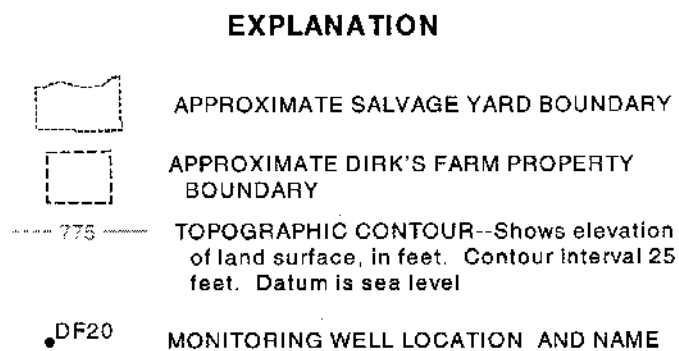 EXPLANATION
APPROXIMATE SALVAGE YARD BOUNDARY
APPROXIMATE DIRK'S FARM PROPERTY
BOUNDARY
775 TOPOGRAPHIC CONTOUR--Shows elevation
of land surface, in feet. Contour interval 25
feet. Datum is sea level
DF20 MONITORING WELL LOCATION AND NAME